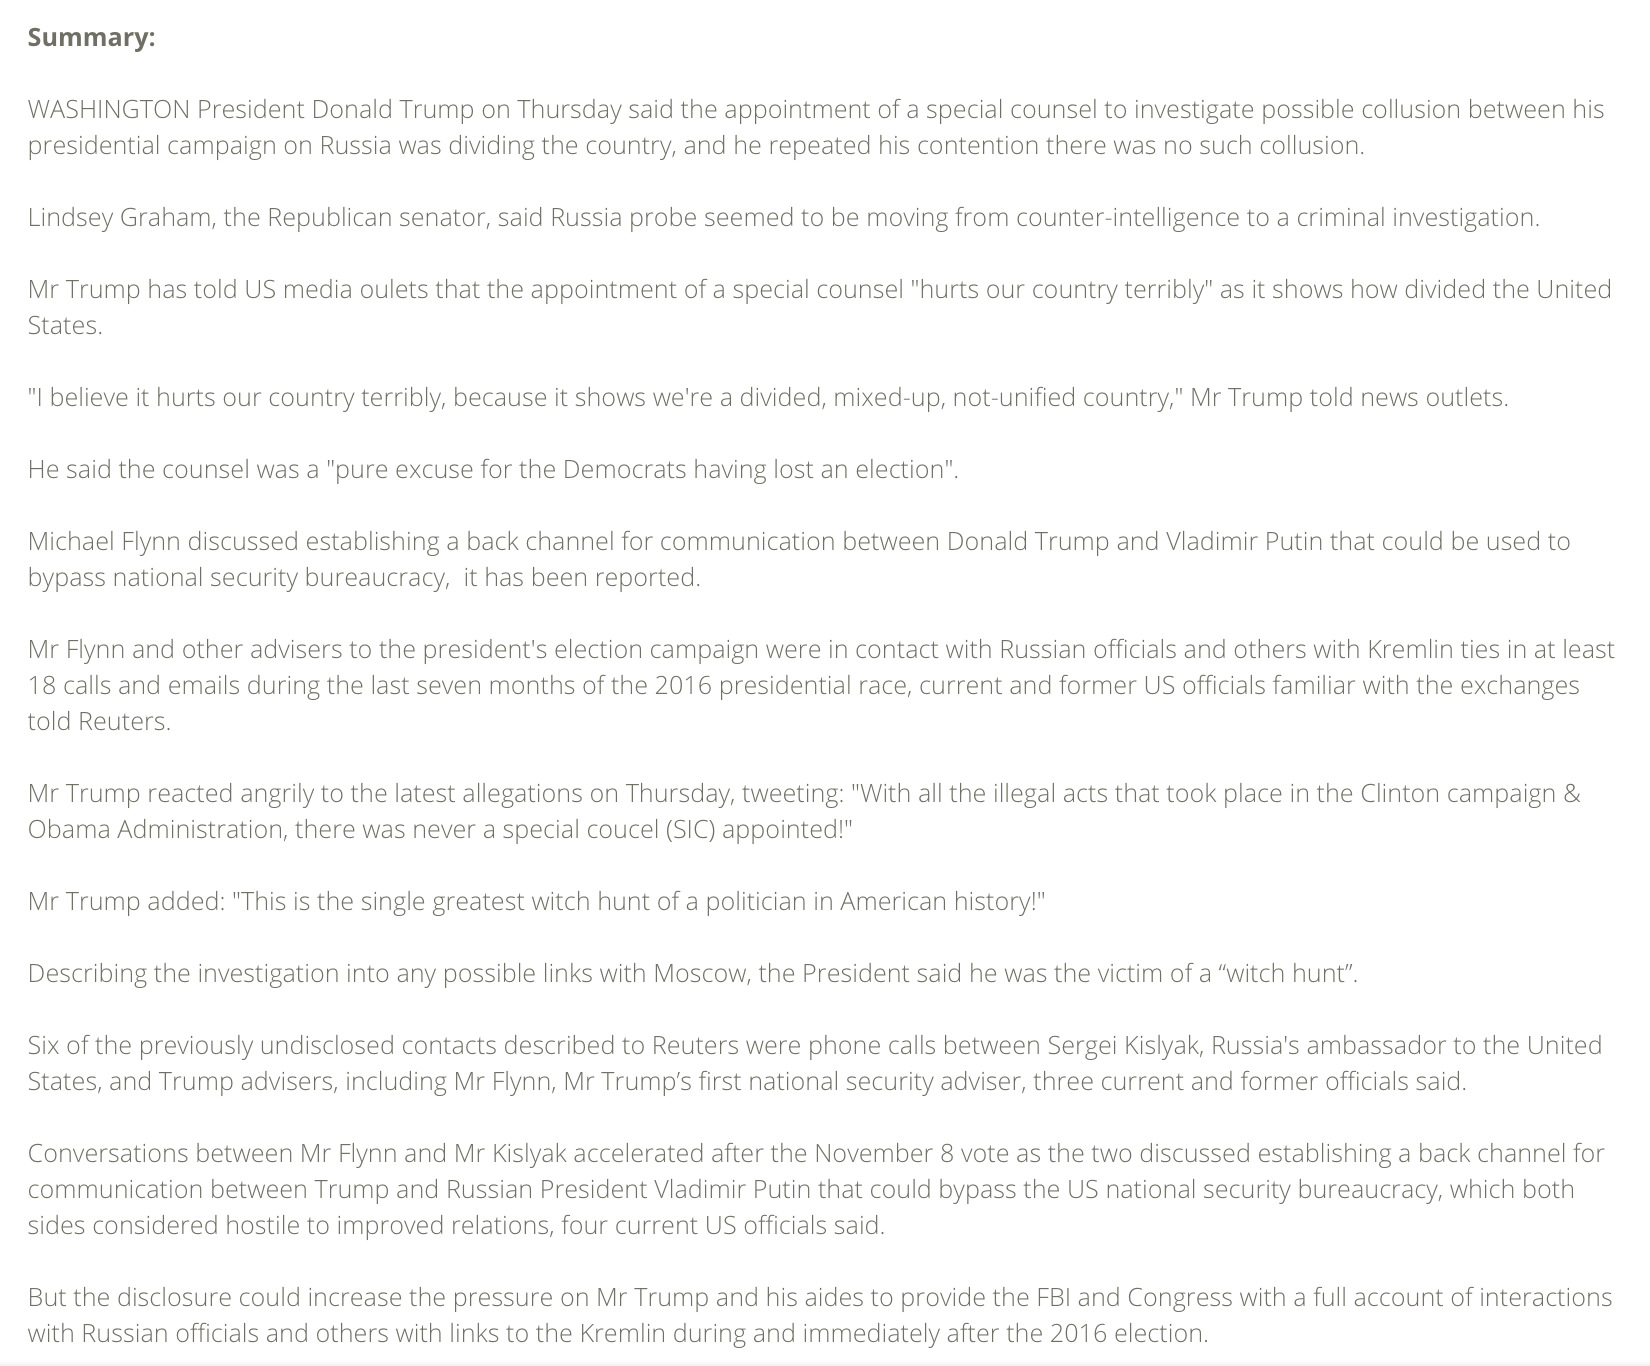 Summary:
WASHINGTON President Donald Trump on Thursday said the appointment of a special counsel to investigate possible collusion between his
presidential campaign on Russia was dividing the country, and he repeated his contention there was no such collusion.
Lindsey Graham, the Republican senator, said Russia probe seemed to be moving from counter-intelligence to a criminal investigation.
Mr Trump has told US media oulets that the appointment of a special counsel "hurts our country terribly" as it shows how divided the United
States.
"I believe it hurts our country terribly, because it shows we're a divided, mixed-up, not-unified country," Mr Trump told news outlets.
He said the counsel was a "pure excuse for the Democrats having lost an election".
Michael Flynn discussed establishing a back channel for communication between Donald Trump and Vladimir Putin that could be used to
bypass national security bureaucracy,  it has been reported.
Mr Flynn and other advisers to the president's election campaign were in contact with Russian officials and others with Kremlin ties in at least
18 calls and emails during the last seven months of the 2016 presidential race, current and former US officials familiar with the exchanges
told Reuters.
Mr Trump reacted angrily to the latest allegations on Thursday, tweeting: "With all the illegal acts that took place in the Clinton campaign &
Obama Administration, there was never a special coucel (SIC) appointed!"
Mr Trump added: "This is the single greatest witch hunt of a politician in American history!"
Describing the investigation into any possible links with Moscow, the President said he was the victim of a “witch hunt”.
Six of the previously undisclosed contacts described to Reuters were phone calls between Sergei Kislyak, Russia's ambassador to the United
States, and Trump advisers, including Mr Flynn, Mr Trump’s first national security adviser, three current and former officials said.
Conversations between Mr Flynn and Mr Kislyak accelerated after the November 8 vote as the two discussed establishing a back channel for
communication between Trump and Russian President Vladimir Putin that could bypass the US national security bureaucracy, which both
sides considered hostile to improved relations, four current US officials said.
But the disclosure could increase the pressure on Mr Trump and his aides to provide the FBI and Congress with a full account of interactions
with Russian officials and others with links to the Kremlin during and immediately after the 2016 election.